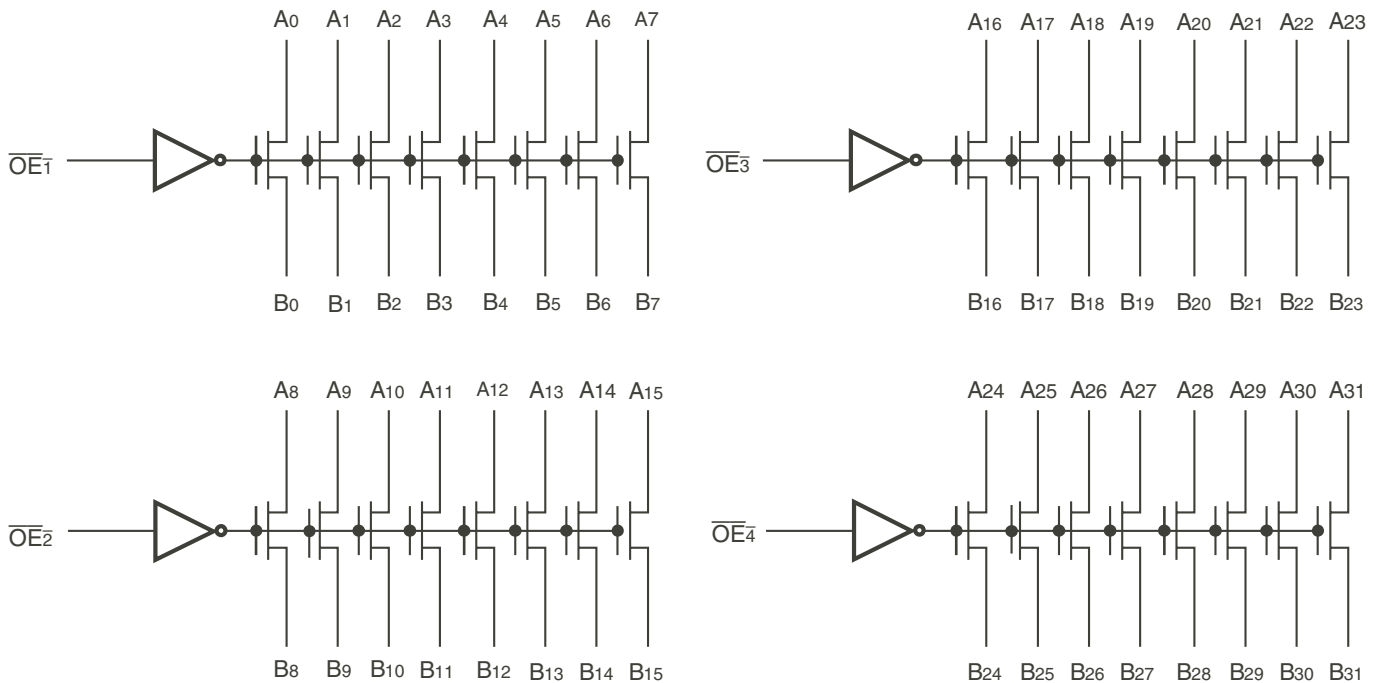 A0 A1 A2 A3 A4 A5 A6 A7
OE1
B0 B1 B2 B3 B4 B5 B6 B7
A16 A17 A18 A19 A20 A21 A22 A23
OE3
B16 B17 B18 B19 B20 B21 B22 B23
A8 A9 A10 A11 A12 A13 A14 A15
OE2
B8 B9 B10 B11 B12 B13 B14 B15
A24 A25 A26 A27 A28 A29 A30 A31
OE4
B24 B25 B26 B27 B28 B29 B30 B31